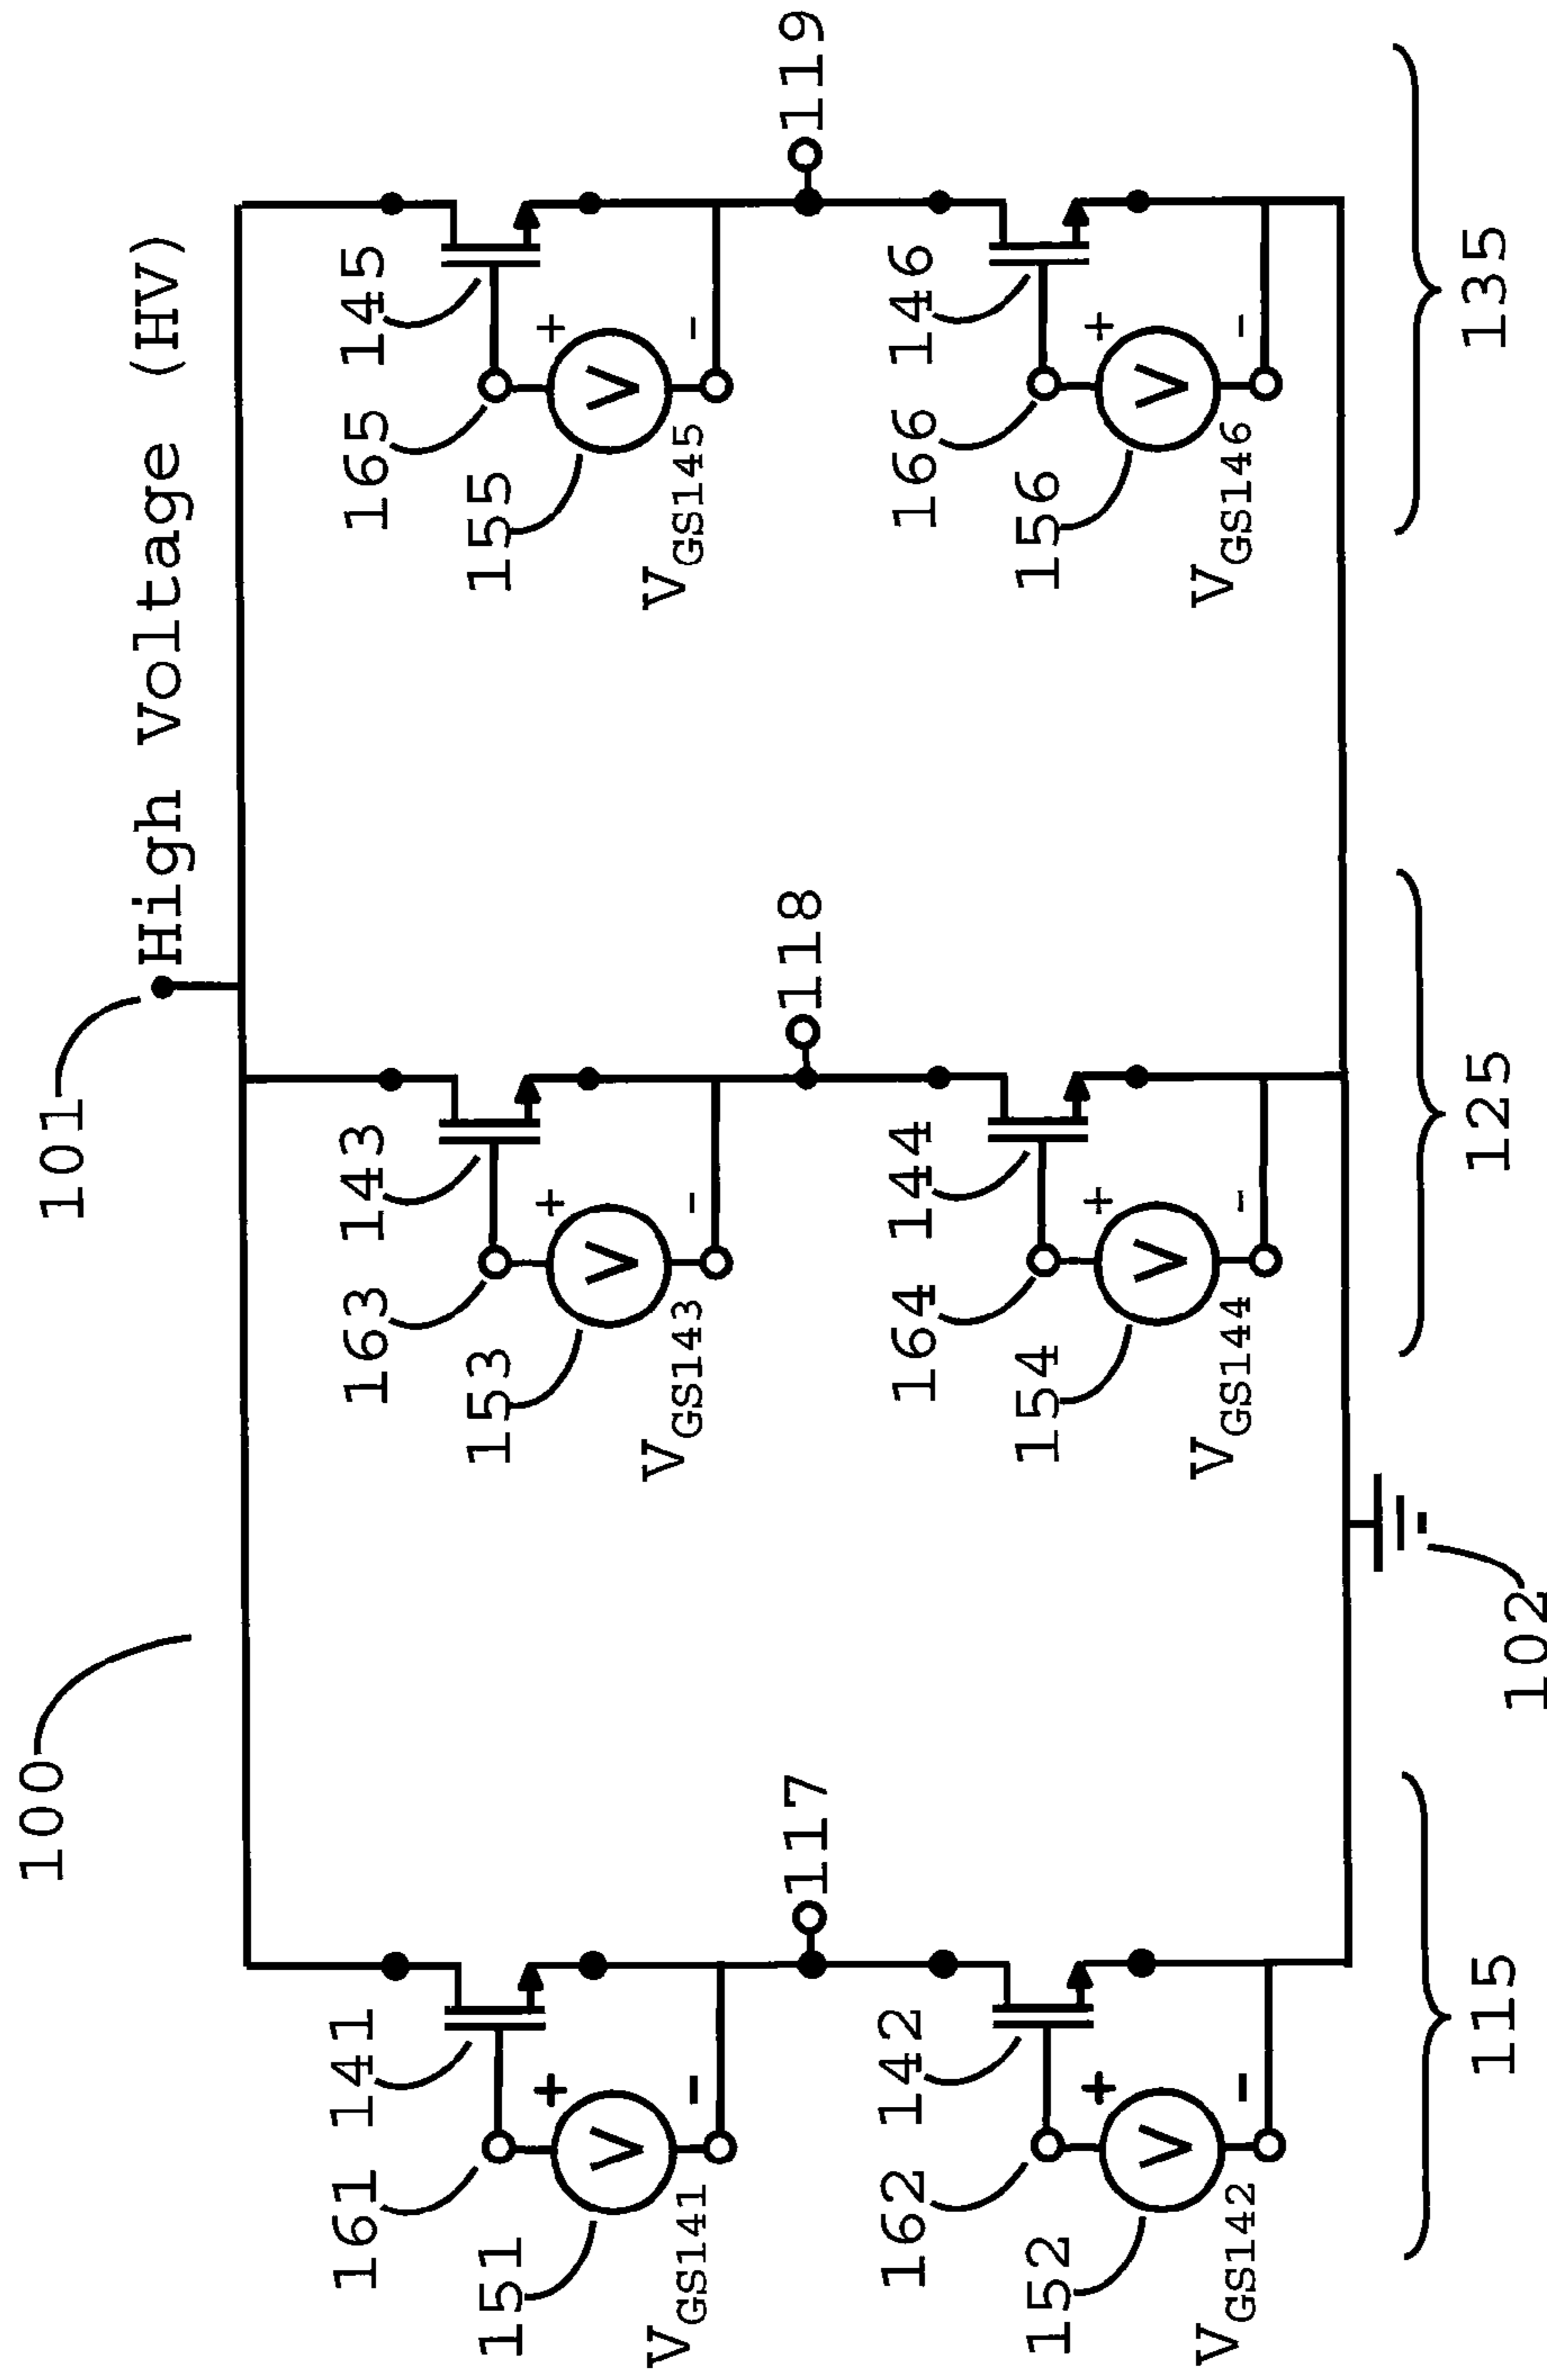 100
101
High Voltage (HV)
161 141
163 143
165 145
151
153
155
VGS141
VGS143
VGS145
117
118
119
162 142
164 144
166 146
152
154
156
VGS142
VGS144
VGS146
+
-
+
-
+
-
+
-
+
-
+
-
V
V
V
V
V
V
115
102
125
135